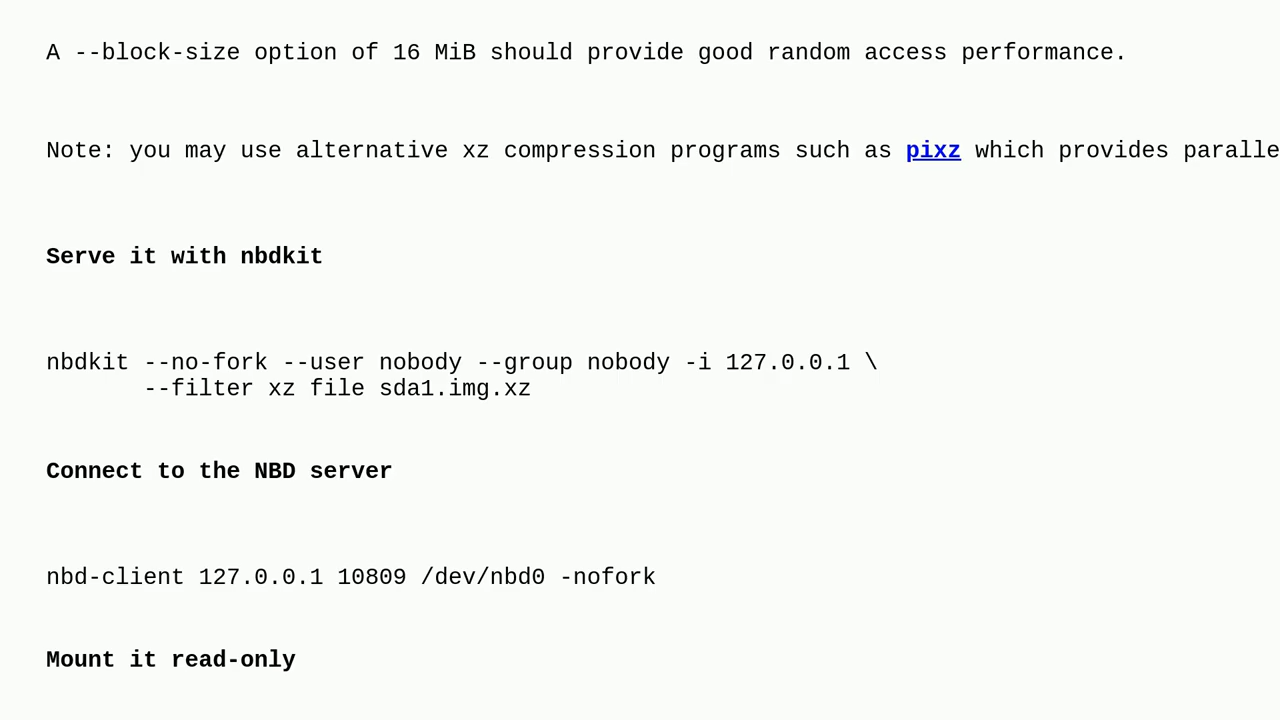 A --block-size option of 16 MiB should provide good random access performance.
Note: you may use alternative xz compression programs such as pixz which provides paralle
Serve it with nbdkit
nbdkit --no-fork --user nobody --group nobody -i 127.0.0.1 \
--filter xz file sda1.img.xz
Connect to the NBD server
nbd-client 127.0.0.1 10809 /dev/nbd0 -nofork
Mount it read-only